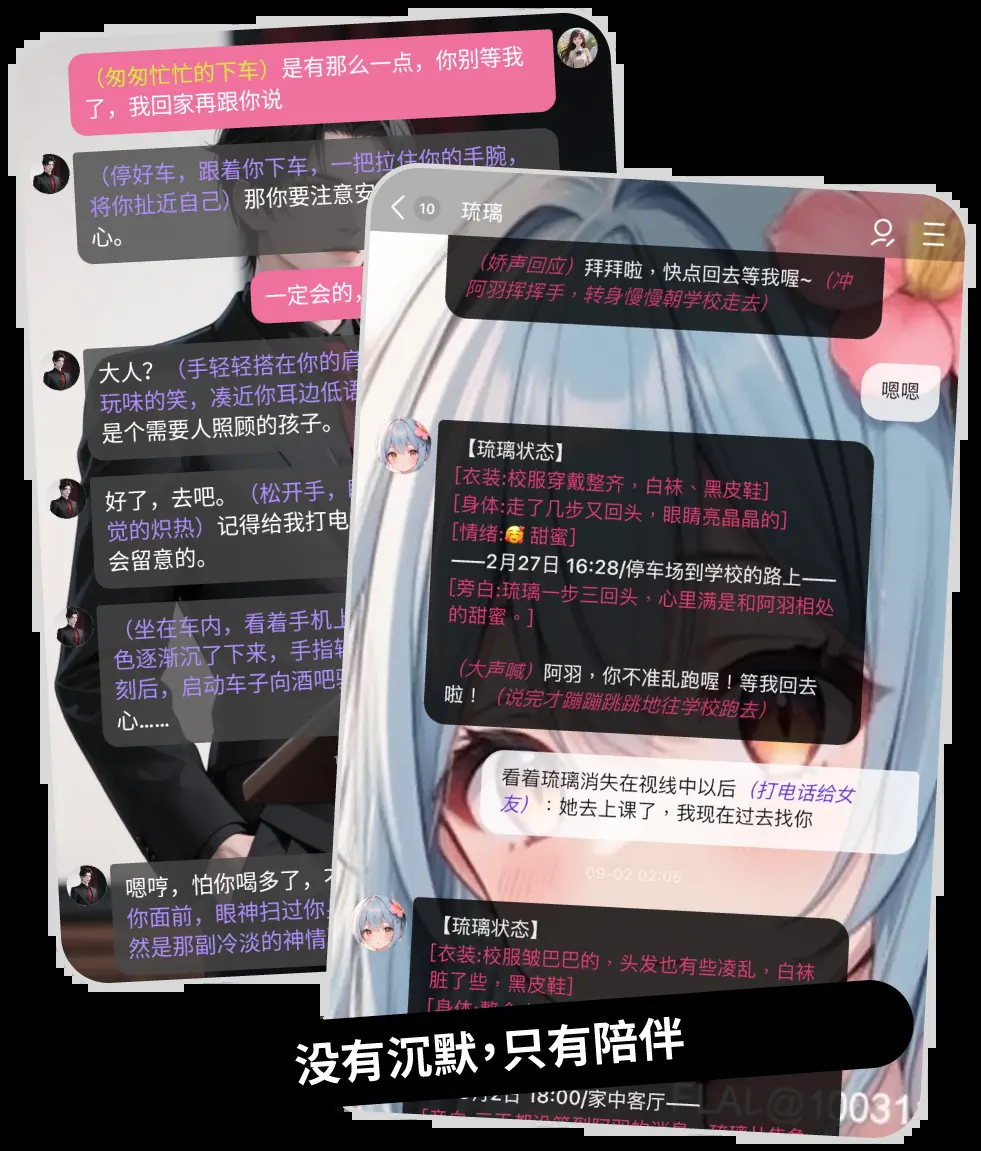 （匆匆忙忙的下车）是有那么一点，你别等我
了，我回家再跟你说
（停好车，跟着你下车，一把拉住你的手腕，
将你扯近自己）那你要注意安
心。
一定会的，
大人？（手轻轻搭在你的肩
玩味的笑，凑近你耳边低语
是个需要人照顾的孩子。
好了，去吧。（松开手，
觉的炽热）记得给我打电
会留意的。
（坐在车内，看着手机上
色逐渐沉了下来，手指轻
刻后，启动车子向酒吧驶
心……
嗯哼，怕你喝多了，
你面前，眼神扫过你
然是那副冷淡的神情
10
琉璃
（娇声回应）拜拜啦，快点回去等我喔~（冲
阿羽挥挥手，转身慢慢朝学校走去）
嗯嗯
【琉璃状态】
[衣装:校服穿戴整齐，白袜、黑皮鞋]
[身体:走了几步又回头，眼睛亮晶晶的]
[情绪:🥰 甜蜜]
——2月27日 16:28/停车场到学校的路上——
[旁白:琉璃一步三回头，心里满是和阿羽相处
的甜蜜。]
（大声喊）阿羽，你不准乱跑喔！等我回去
啦！（说完才蹦蹦跳跳地往学校跑去）
看着琉璃消失在视线中以后（打电话给女
友）：她去上课了，我现在过去找你
09-02 02:05
【琉璃状态】
[衣装:校服皱巴巴的，头发也有些凌乱，白袜
脏了些，黑皮鞋]
[身体:整个
没有沉默，只有陪伴
月2日 18:00/家中客厅——
LAL@10031